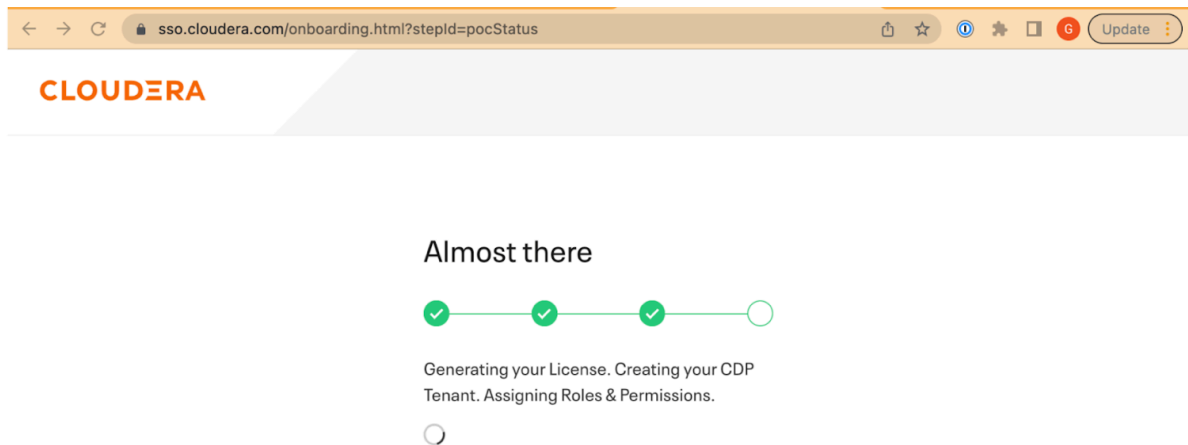 sso.cloudera.com/onboarding.html?stepId=pocStatus
G
Update
CLOUDERA
Almost there
Generating your License. Creating your CDP
Tenant. Assigning Roles & Permissions.